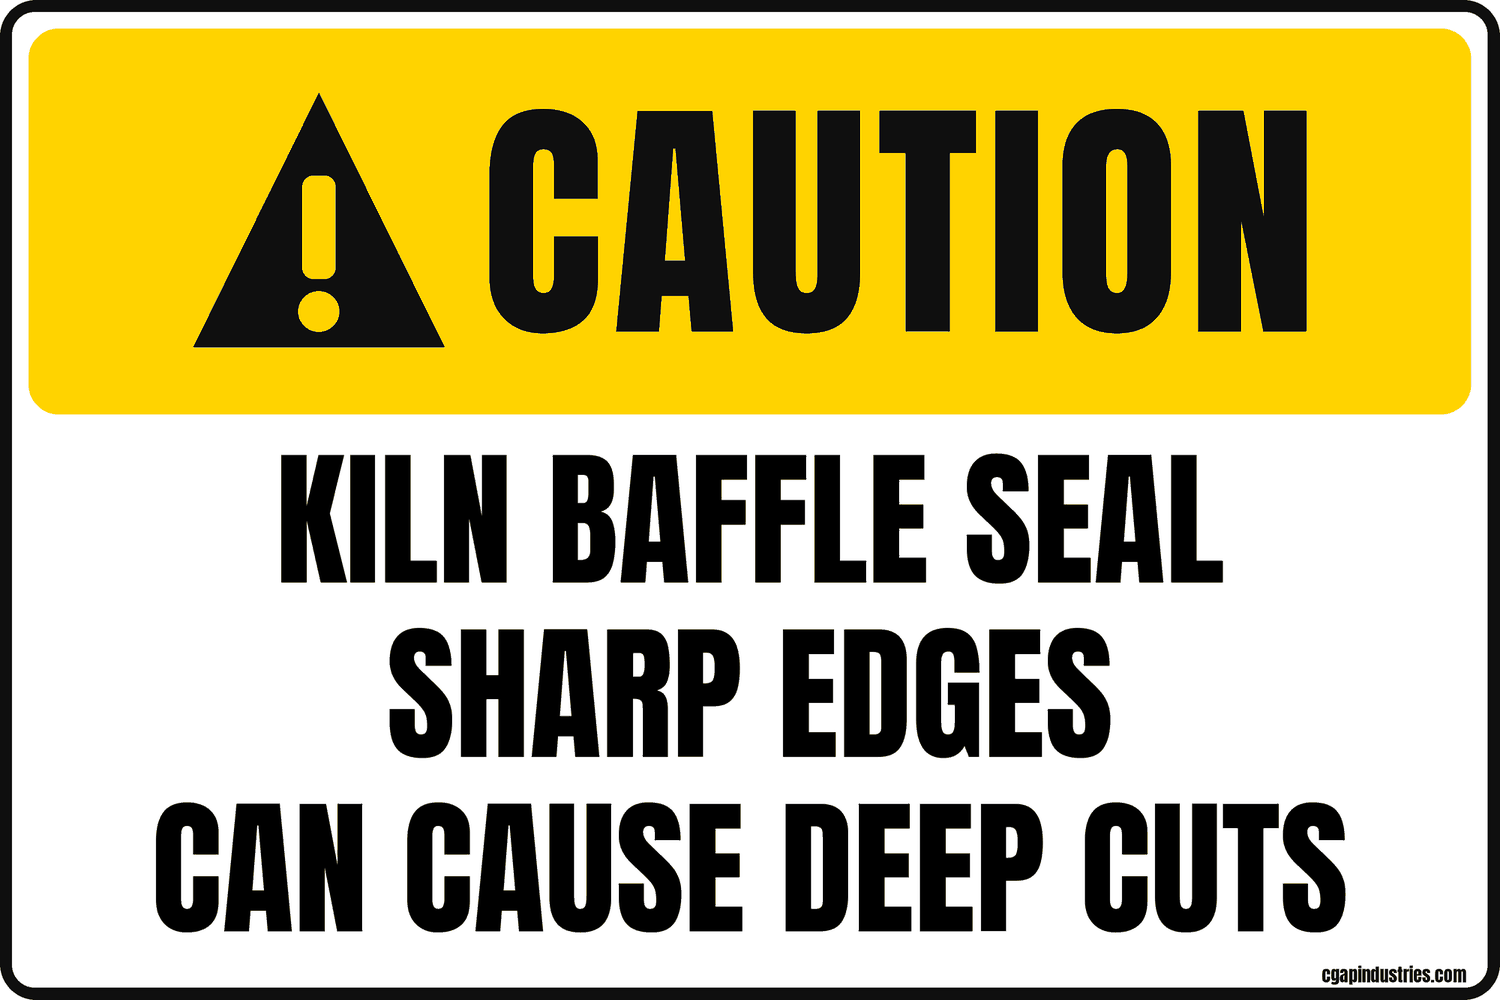 CAUTION
KILN BAFFLE SEAL
SHARP EDGES
CAN CAUSE DEEP CUTS
cgapindustries.com